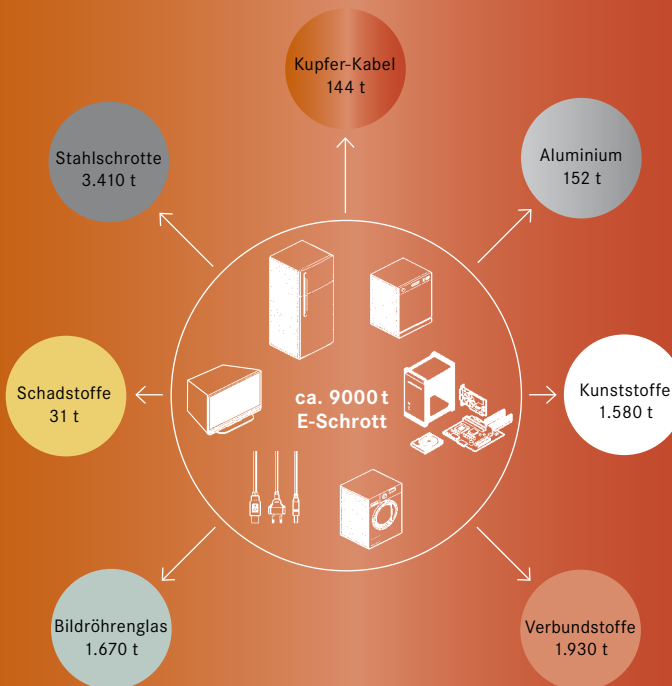 Kupfer-Kabel
144 t
Stahlschrotte
3.410 t
Aluminium
152 t
Schadstoffe
31 t
ca. 9000 t
E-Schrott
Kunststoffe
1.580 t
Bildröhrenglas
1.670 t
Verbundstoffe
1.930 t